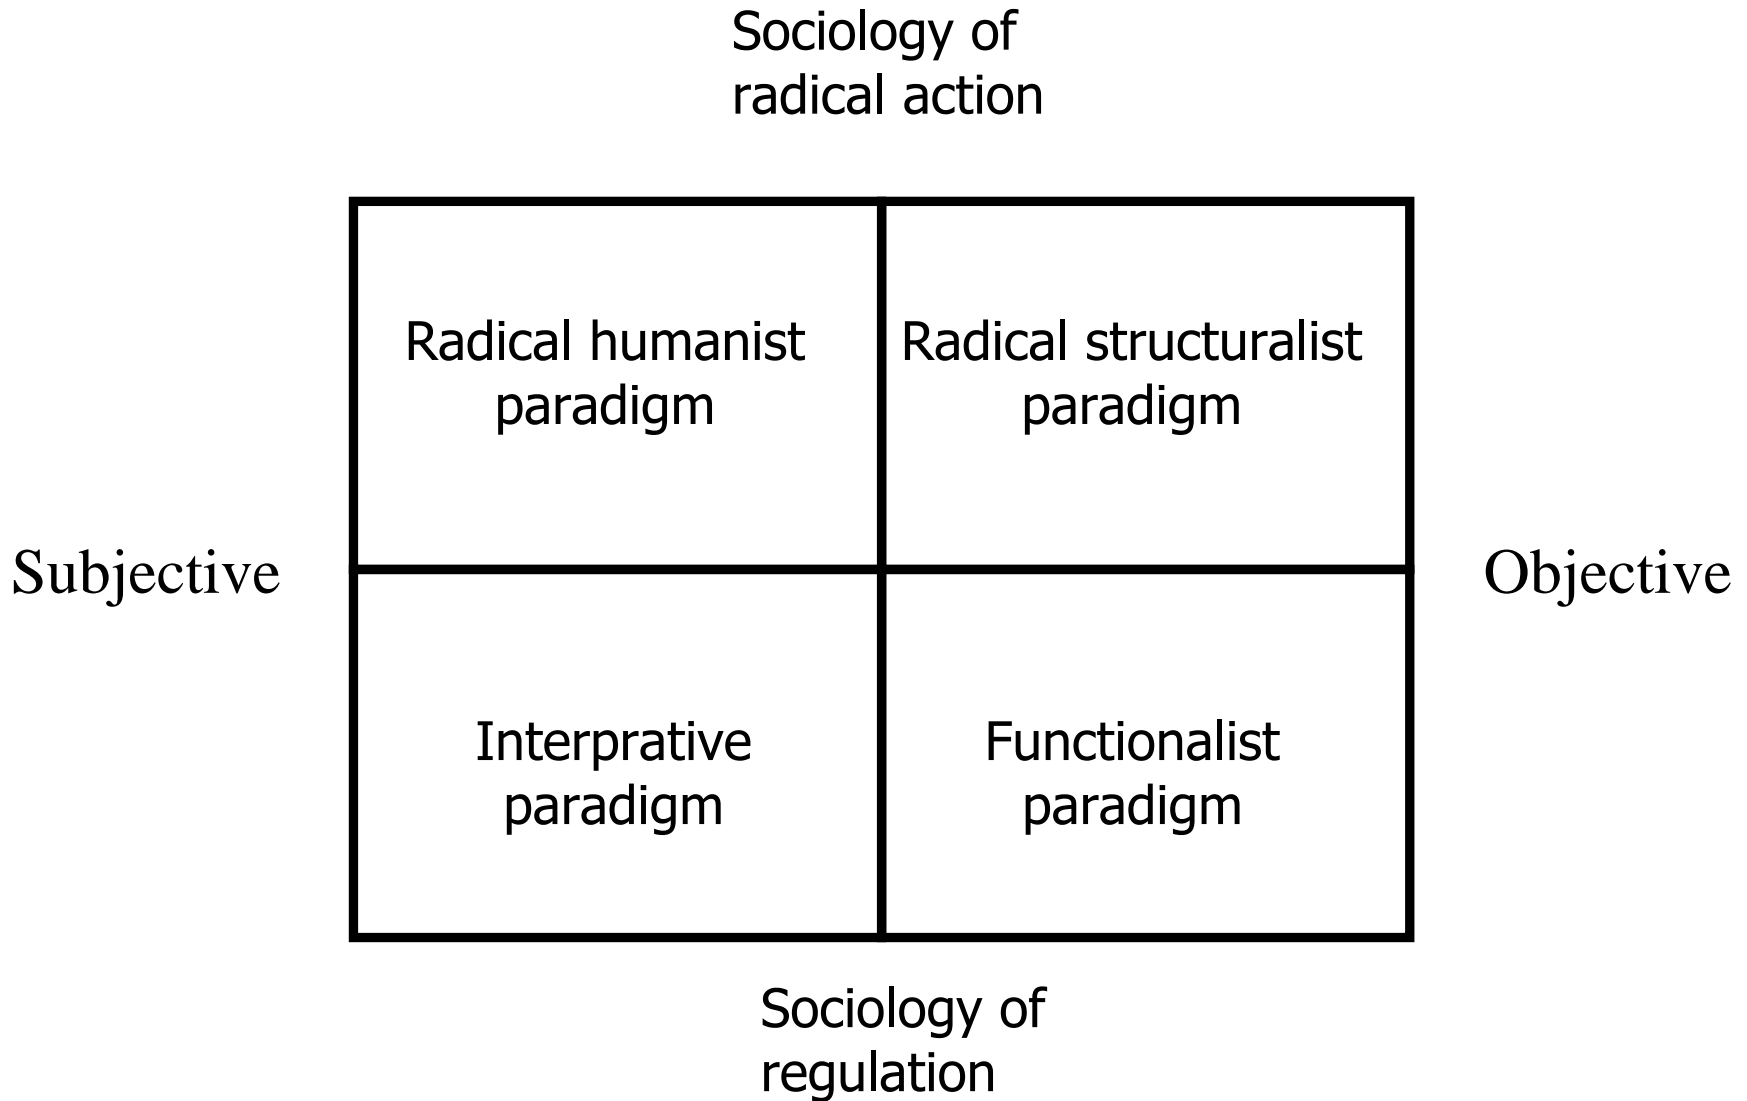 Sociology of
radical action
Radical humanist
paradigm
Radical structuralist
paradigm
Subjective
Objective
Interprative
paradigm
Functionalist
paradigm
Sociology of
regulation